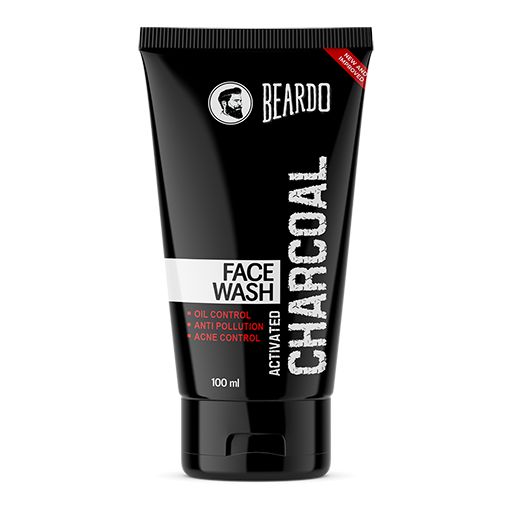 NEW AND
IMPROVED
BEARDO
ACTIVATED
CHARCOAL
FACE
WASH
• OIL CONTROL
• ANTI POLLUTION
• ACNE CONTROL
100 ml